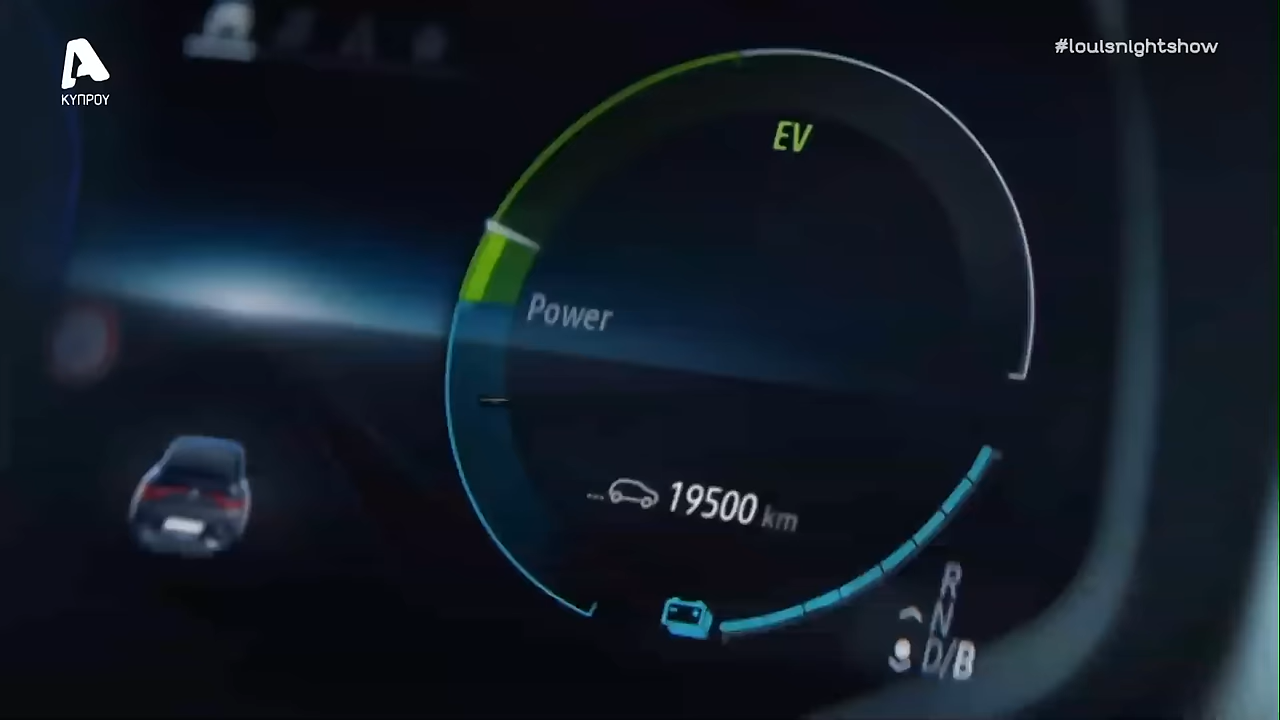 ΚΥΠΡΟΥ
#louisnightshow
EV
Power
19500 km
R
N
D/B